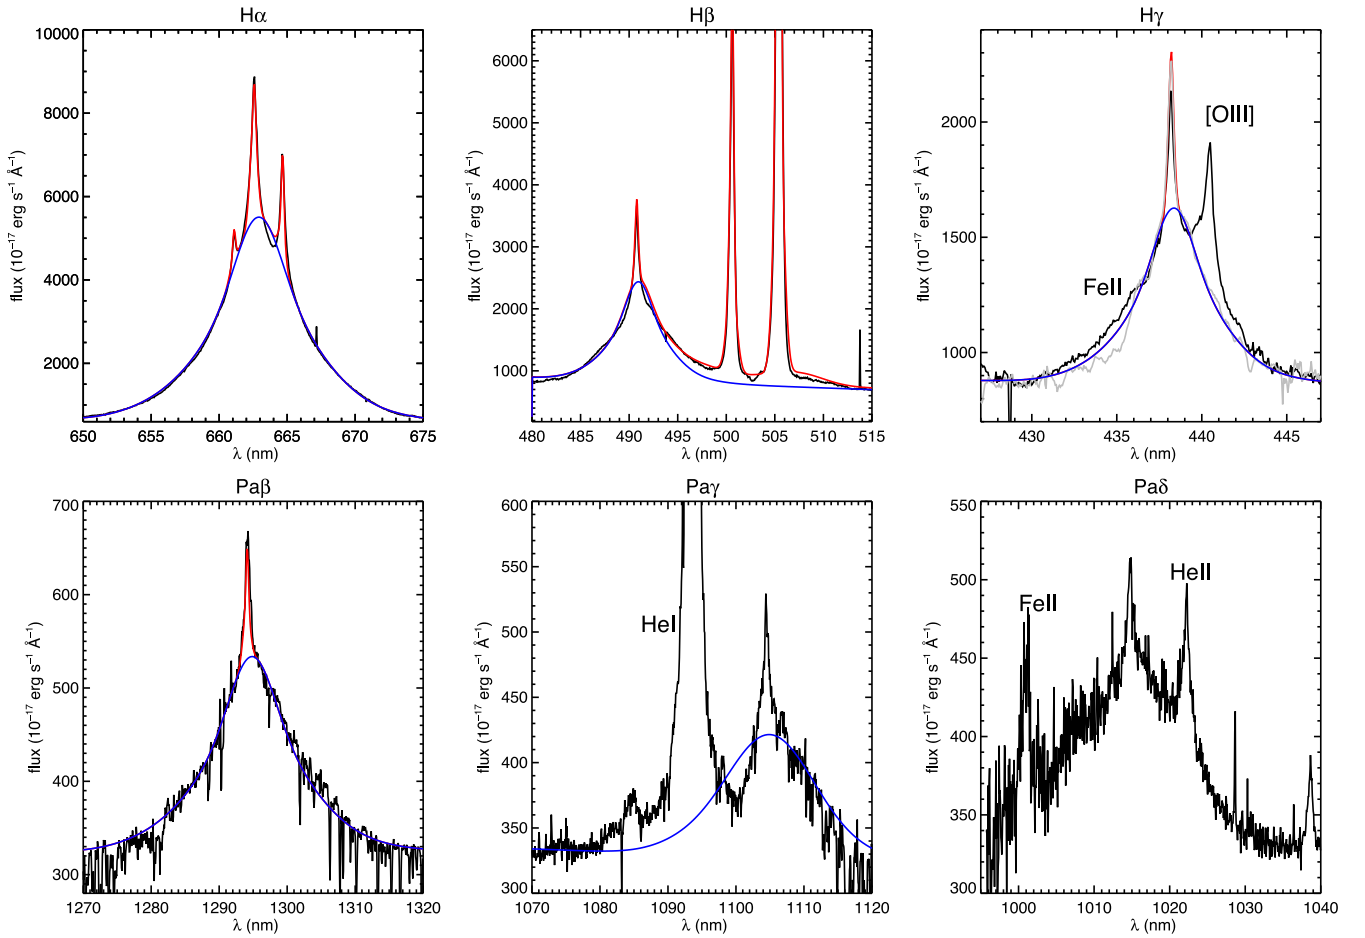 Hα
10000
8000
6000
4000
2000
flux (10⁻¹⁷ erg s⁻¹ Å⁻¹)
650 655 660 665 670 675
λ (nm)
Hβ
6000
5000
4000
3000
2000
1000
flux (10⁻¹⁷ erg s⁻¹ Å⁻¹)
480 485 490 495 500 505 510 515
λ (nm)
Hγ
2000
1500
1000
flux (10⁻¹⁷ erg s⁻¹ Å⁻¹)
[OIII]
FeII
430 435 440 445
λ (nm)
Paβ
700
600
500
400
300
flux (10⁻¹⁷ erg s⁻¹ Å⁻¹)
1270 1280 1290 1300 1310 1320
λ (nm)
Paγ
600
550
500
450
400
350
300
flux (10⁻¹⁷ erg s⁻¹ Å⁻¹)
HeI
1070 1080 1090 1100 1110 1120
λ (nm)
Paδ
550
500
450
400
350
300
flux (10⁻¹⁷ erg s⁻¹ Å⁻¹)
HeII
FeII
1000 1010 1020 1030 1040
λ (nm)